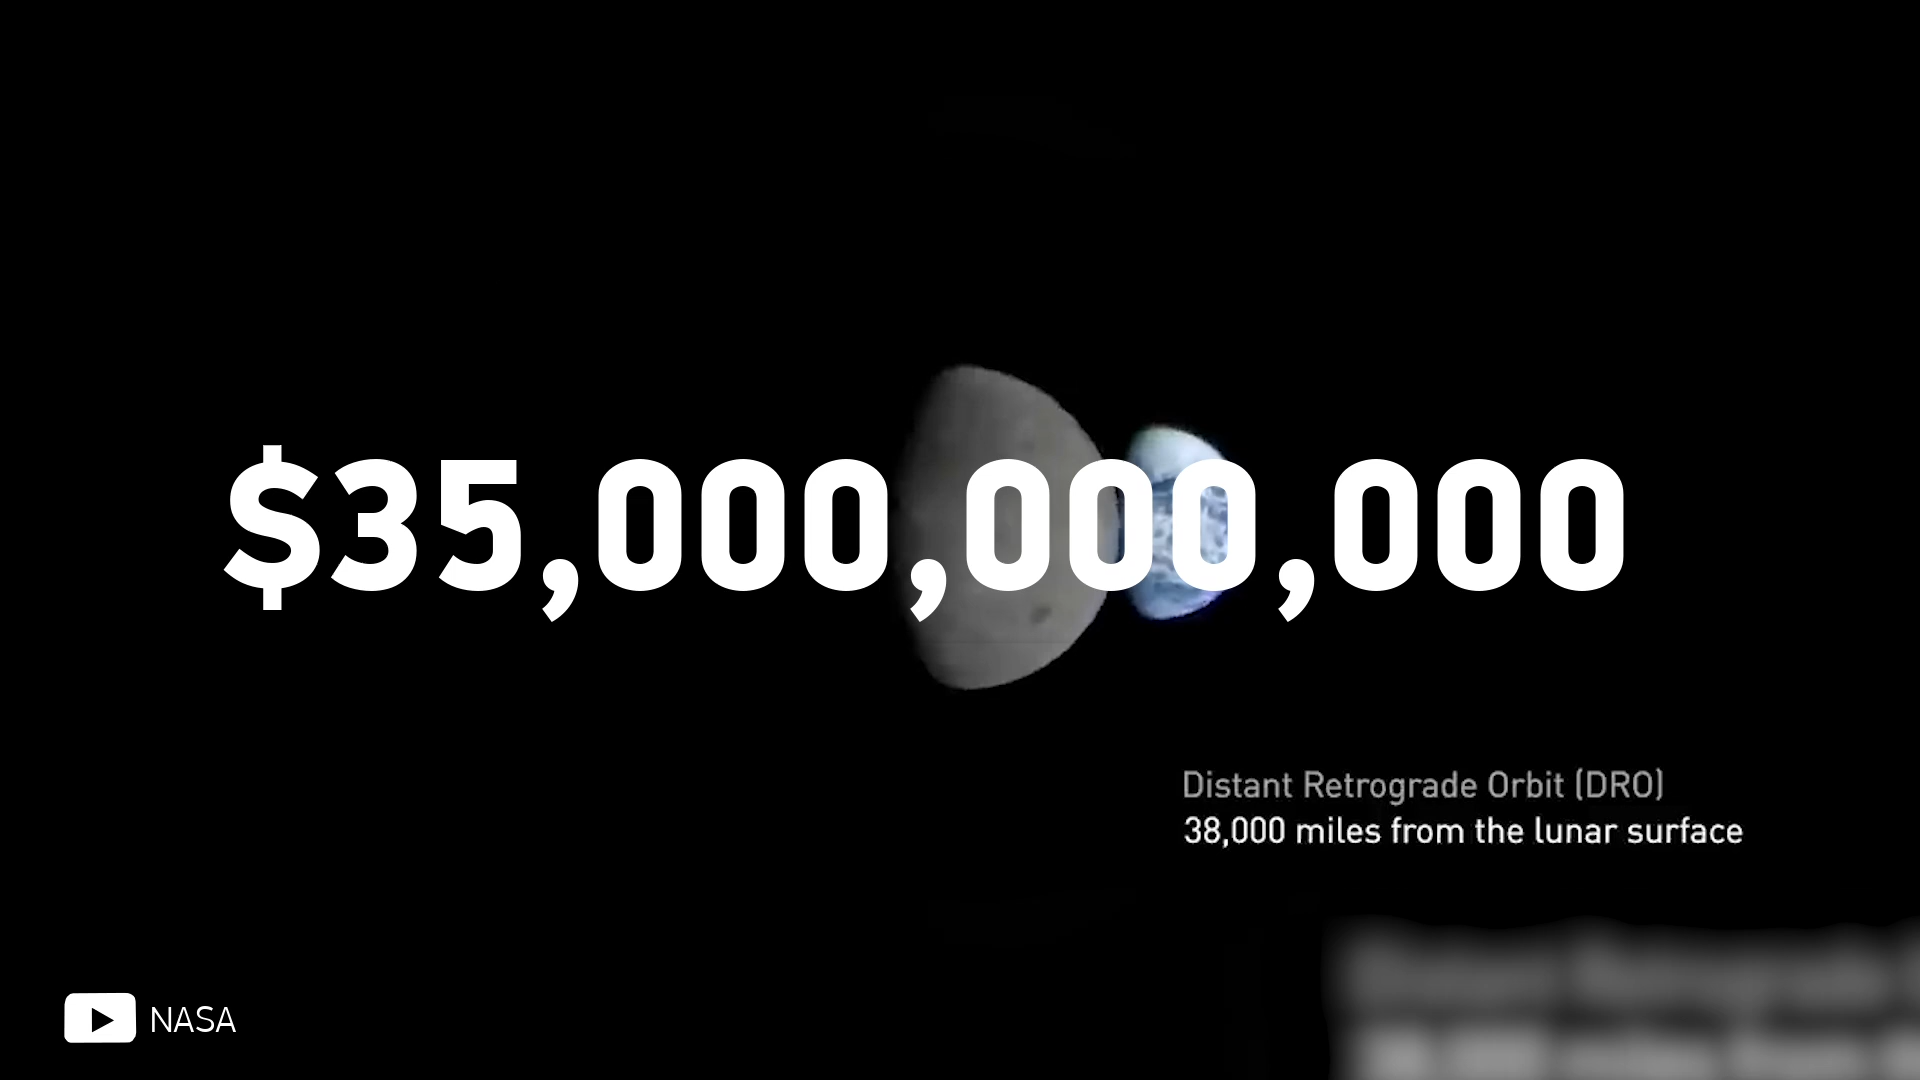 $35,000,000,000
Distant Retrograde Orbit (DRO)
38,000 miles from the lunar surface
NASA